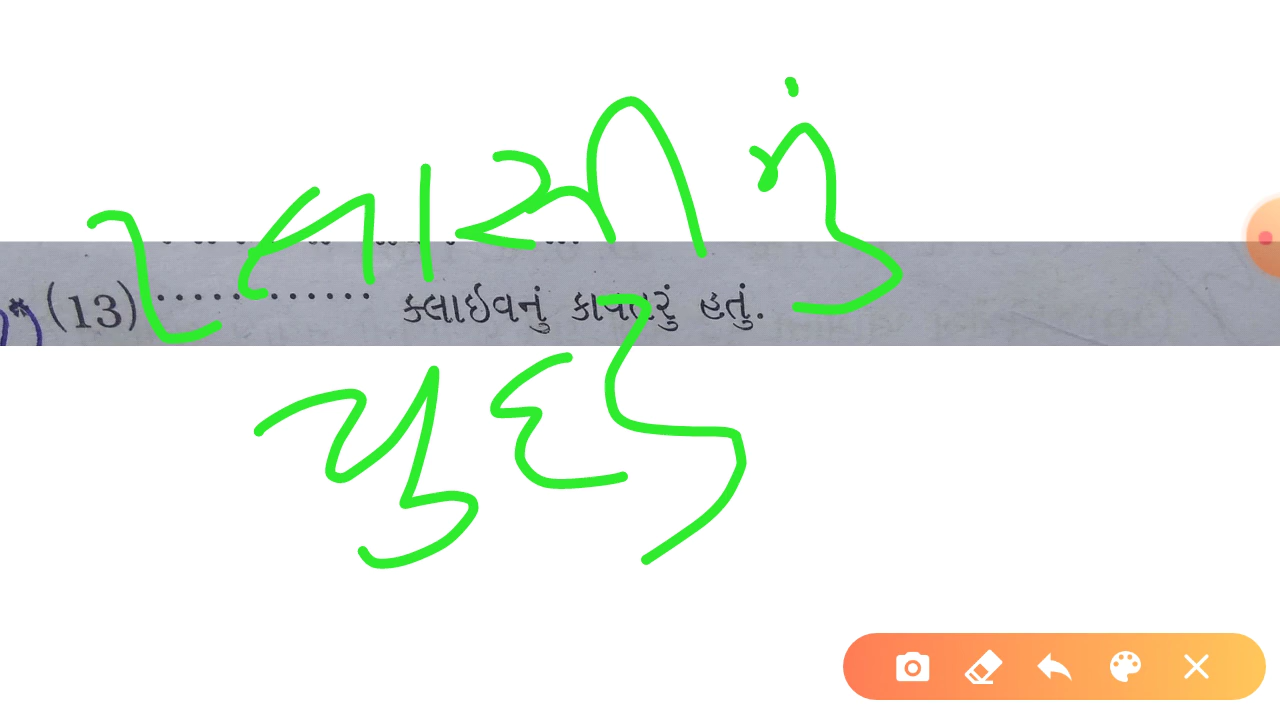 પ્લાસીનું
(13) ............ ક્લાઇવનું કાવતરું હતું.
યુદ્ધ